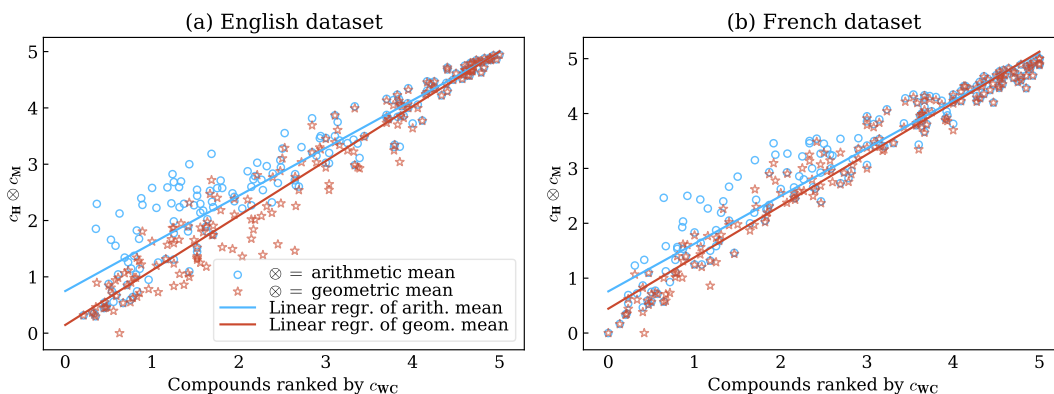 (a) English dataset
(b) French dataset
c_H ⊗ c_M
5
4
3
2
1
0
0 1 2 3 4 5
Compounds ranked by c_WC
⊗ = arithmetic mean
⊗ = geometric mean
Linear regr. of arith. mean
Linear regr. of geom. mean
c_H ⊗ c_M
5
4
3
2
1
0
0 1 2 3 4 5
Compounds ranked by c_WC